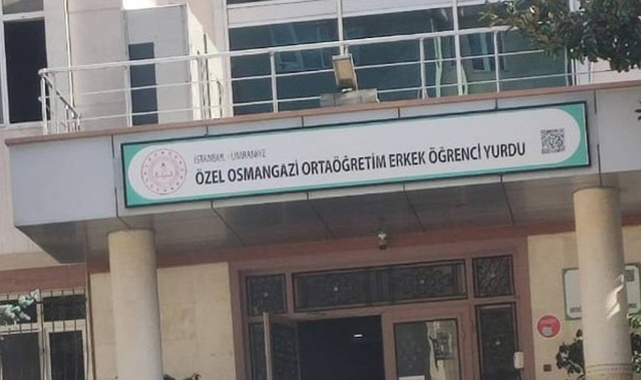 İSTANBUL - ÜMRANİYE
ÖZEL OSMANGAZİ ORTAÖĞRETİM ERKEK ÖĞRENCİ YURDU